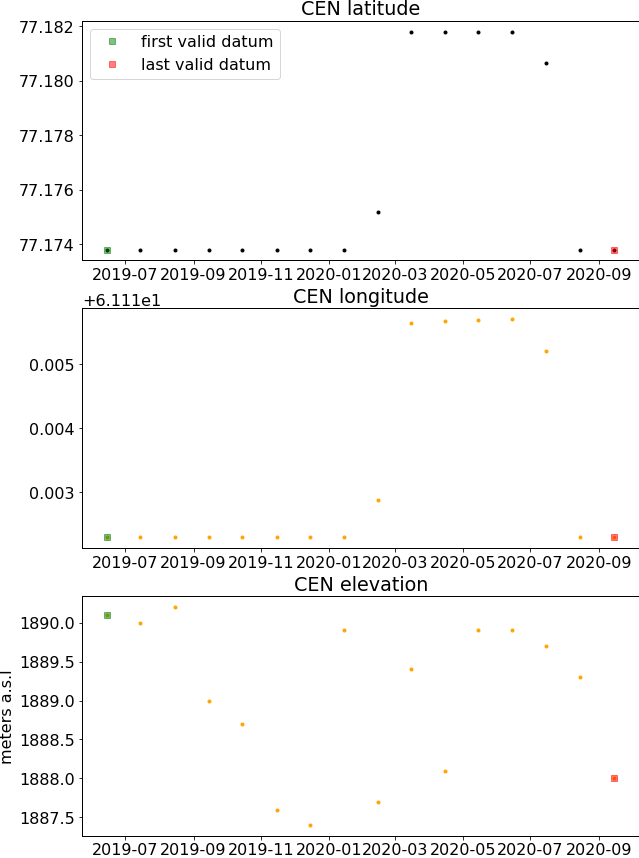 CEN latitude
77.182
77.180
77.178
77.176
77.174
first valid datum
last valid datum
2019-07 2019-09 2019-11 2020-01 2020-03 2020-05 2020-07 2020-09
+6.111e1
CEN longitude
0.005
0.004
0.003
2019-07 2019-09 2019-11 2020-01 2020-03 2020-05 2020-07 2020-09
CEN elevation
meters a.s.l
1890.0
1889.5
1889.0
1888.5
1888.0
1887.5
2019-07 2019-09 2019-11 2020-01 2020-03 2020-05 2020-07 2020-09